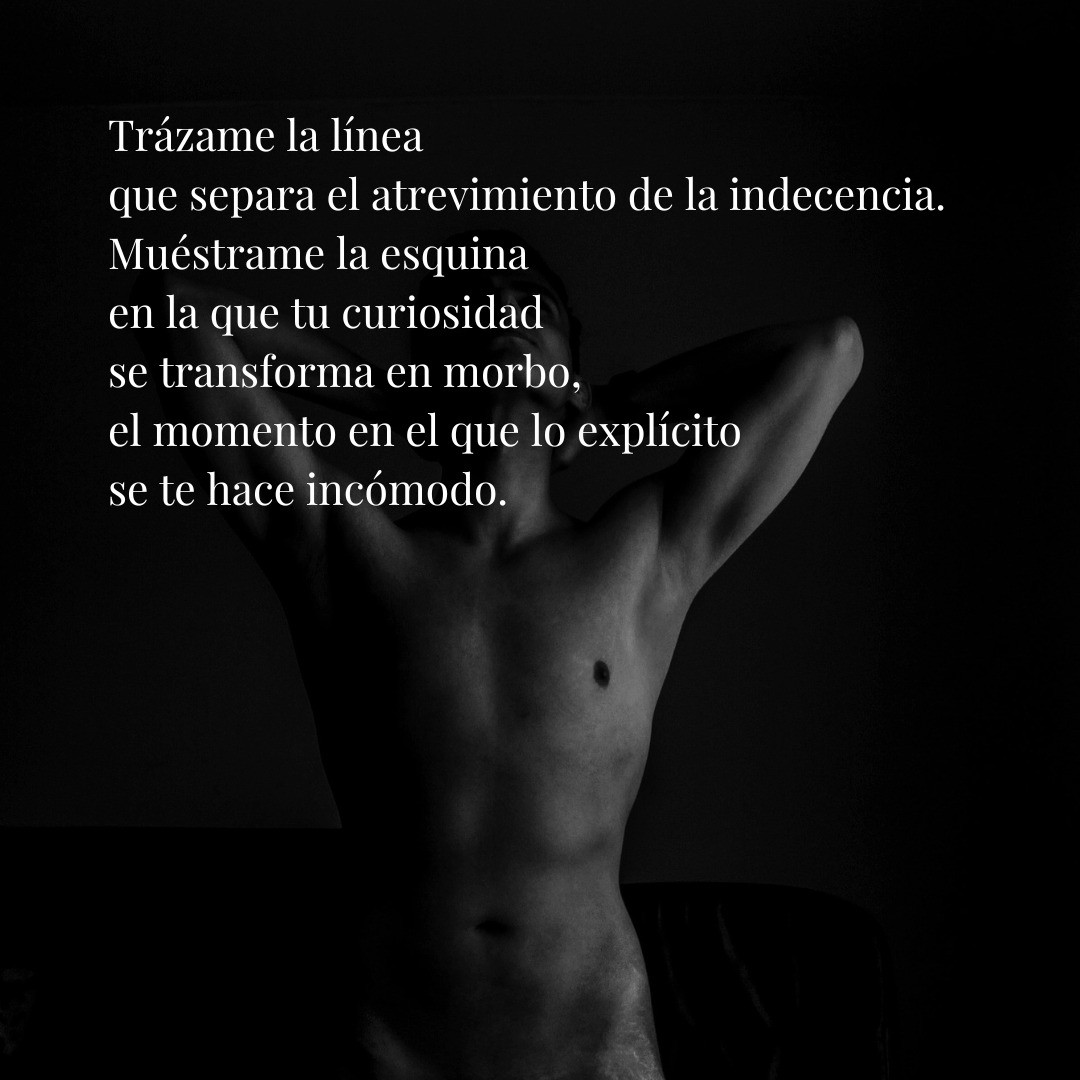 Trázame la línea
que separa el atrevimiento de la indecencia.
Muéstrame la esquina
en la que tu curiosidad
se transforma en morbo,
el momento en el que lo explícito
se te hace incómodo.